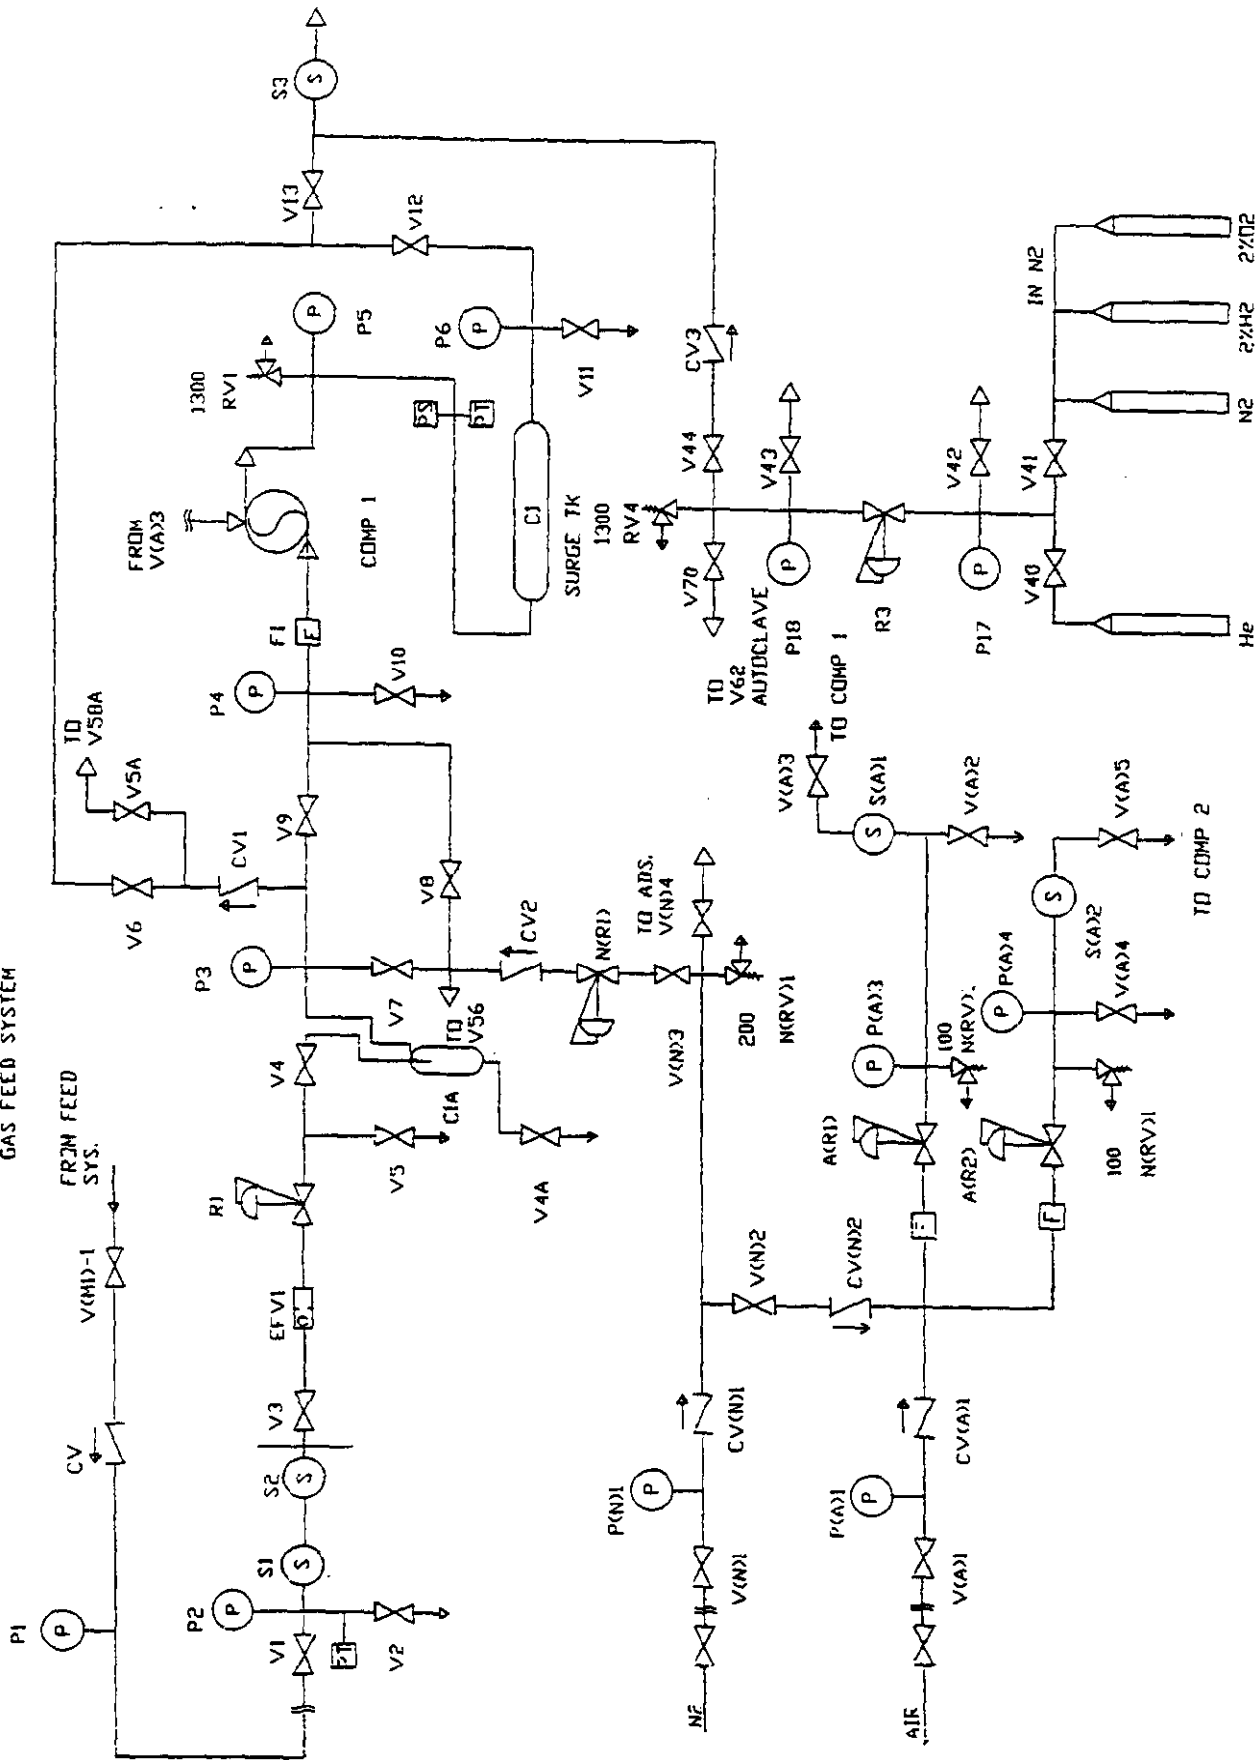 GAS FEED SYSTEM
P1
P
CV
V(M1)-1
FROM FEED
SYS.
V1
P2
P
PT
V2
S1
S
S2
S
V3
EFV1
R1
V5
V4
C1A
V4A
P3
P
V7
TO
V56
V6
CV1
V5A
TO
V58A
V9
V8
CV2
N(R1)
P4
P
V10
F1
F
FROM
V(A)3
COMP 1
1300
RV1
P
P5
PS
PT
C1
SURGE TK
P6
P
V11
V12
V13
S3
S
N2
V(N)1
P(N)1
P
CV(N)1
V(N)2
CV(N)2
V(N)3
200
N(RV)1
TO ADS.
V(N)4
AIR
V(A)1
P(A)1
P
CV(A)1
F
F
A(R1)
A(R2)
P
P(A)3
100
100
N(RV)1
P
P(A)4
V(A)4
S
S(A)1
V(A)2
V(A)3
TO COMP 1
S
S(A)2
V(A)5
TO COMP 2
TO
V62
AUTOCLAVE
V70
1300
RV4
V44
CV3
P18
P
V43
R3
P17
P
V42
V40
V41
IN N2
He
N2
2%H2
2%O2